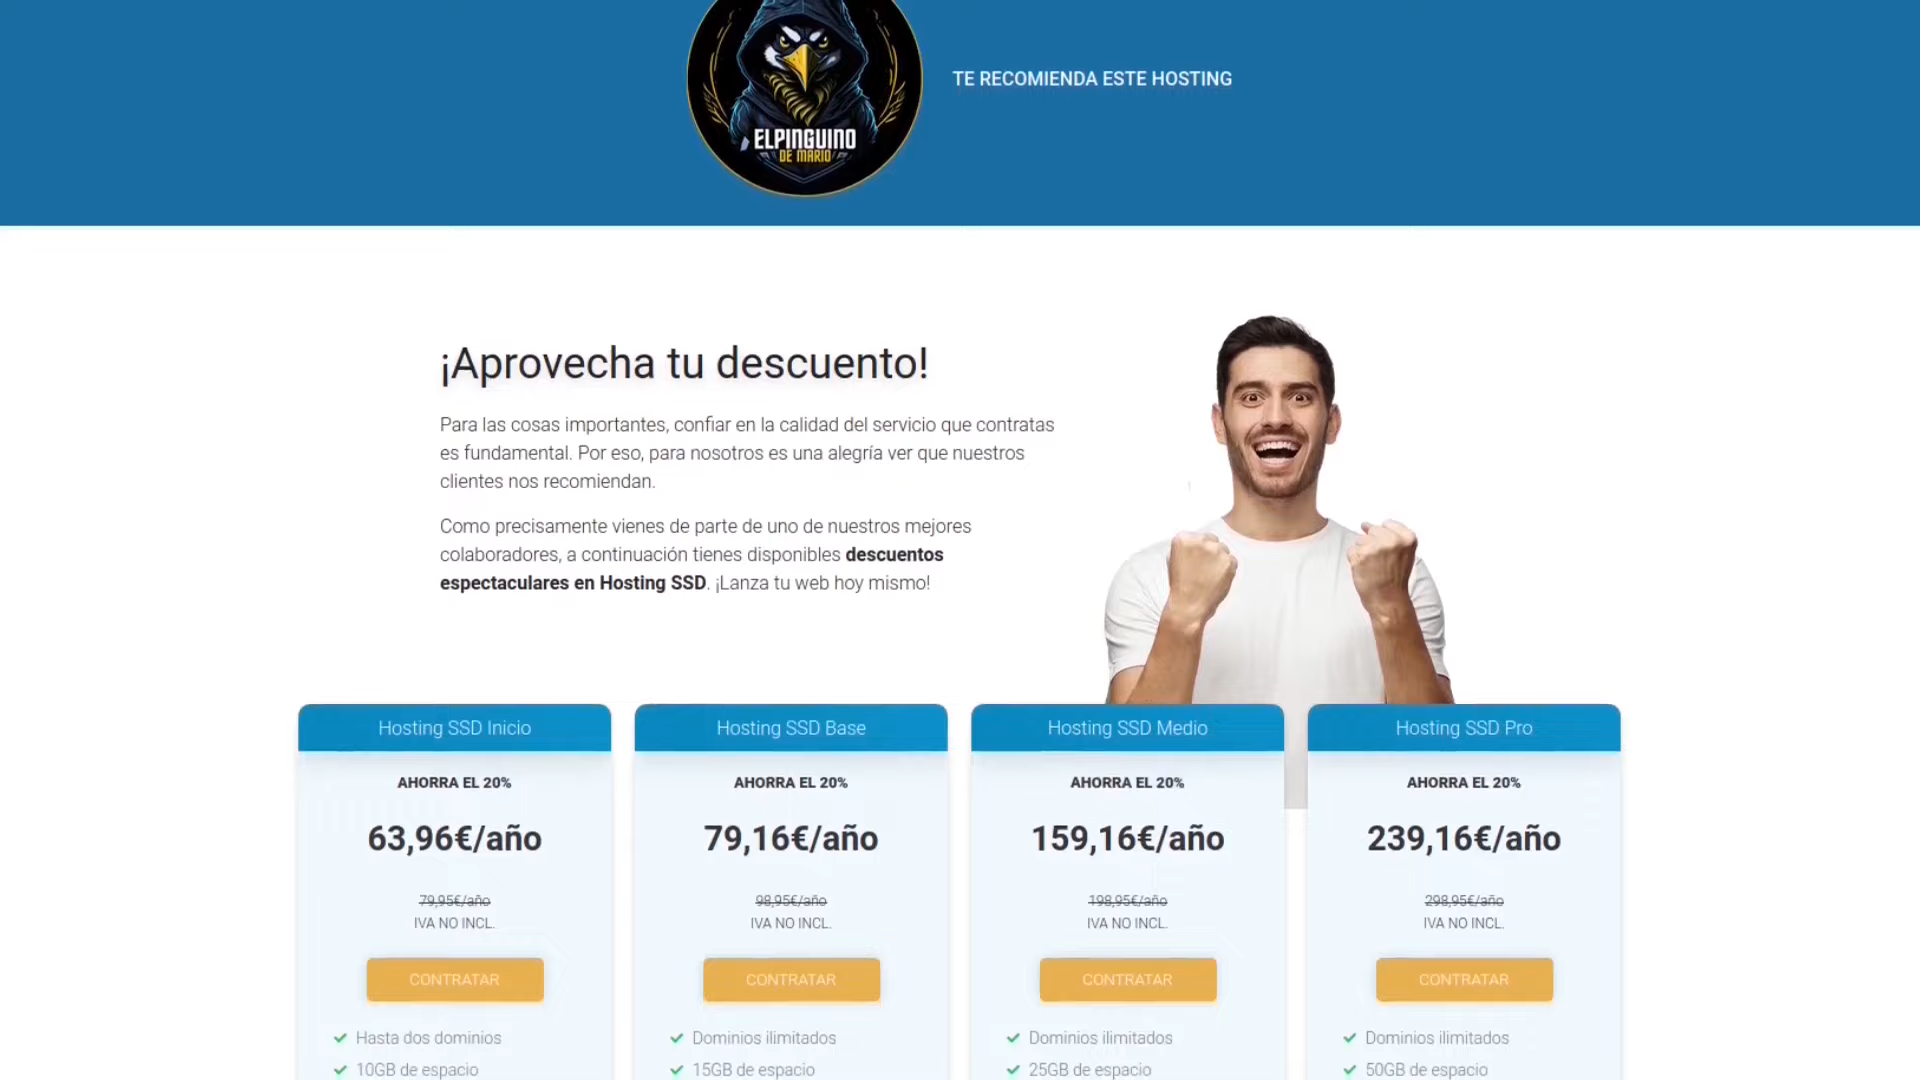 ELPINGUINO
DE MARIO
TE RECOMIENDA ESTE HOSTING
¡Aprovecha tu descuento!
Para las cosas importantes, confiar en la calidad del servicio que contratas
es fundamental. Por eso, para nosotros es una alegría ver que nuestros
clientes nos recomiendan.
Como precisamente vienes de parte de uno de nuestros mejores
colaboradores, a continuación tienes disponibles descuentos
espectaculares en Hosting SSD. ¡Lanza tu web hoy mismo!
Hosting SSD Inicio
AHORRA EL 20%
63,96€/año
79,95€/año
IVA NO INCL.
CONTRATAR
Hasta dos dominios
10GB de espacio
Hosting SSD Base
AHORRA EL 20%
79,16€/año
98,95€/año
IVA NO INCL.
CONTRATAR
Dominios ilimitados
15GB de espacio
Hosting SSD Medio
AHORRA EL 20%
159,16€/año
198,95€/año
IVA NO INCL.
CONTRATAR
Dominios ilimitados
25GB de espacio
Hosting SSD Pro
AHORRA EL 20%
239,16€/año
298,95€/año
IVA NO INCL.
CONTRATAR
Dominios ilimitados
50GB de espacio